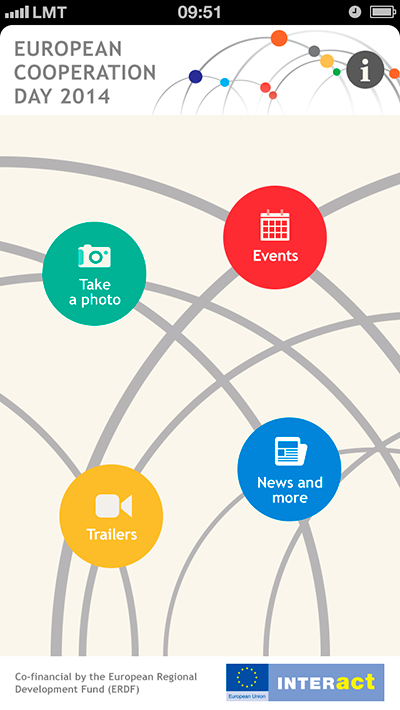 LMT 09:51
EUROPEAN
COOPERATION
DAY 2014
i
Events
Take
a photo
News and
more
Trailers
Co-financial by the European Regional
Development Fund (ERDF)
European Union
INTERact